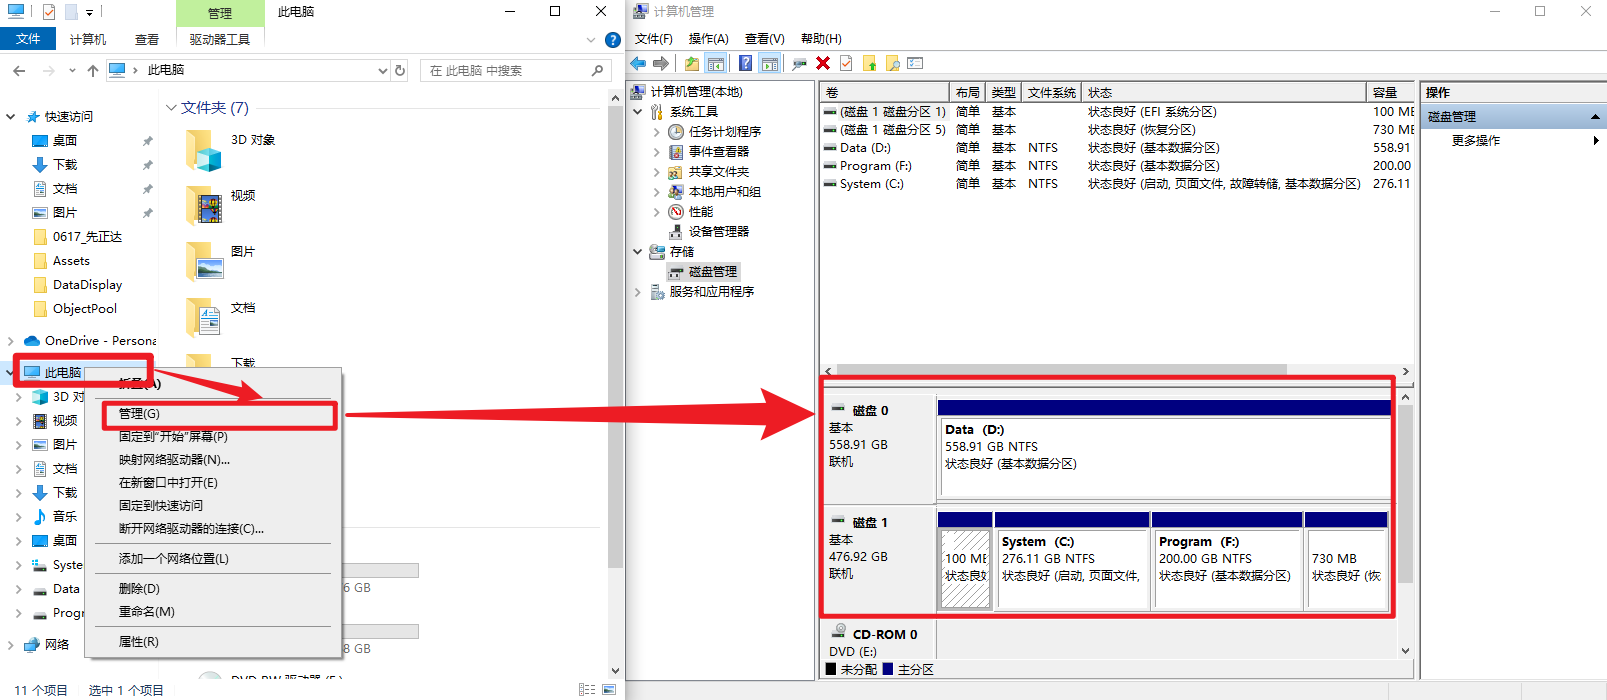 管理
此电脑
文件
计算机
查看
驱动器工具
此电脑
在 此电脑 中搜索
快速访问
桌面
下载
文档
图片
0617_先正达
Assets
DataDisplay
ObjectPool
OneDrive - Persona
此电脑
3D 对
视频
图片
文档
下载
音乐
桌面
Syste
Data
Progr
网络
文件夹 (7)
3D 对象
视频
图片
文档
下载
折叠(A)
管理(G)
固定到“开始”屏幕(P)
映射网络驱动器(N)...
在新窗口中打开(E)
固定到快速访问
断开网络驱动器的连接(C)...
添加一个网络位置(L)
删除(D)
重命名(M)
属性(R)
6 GB
8 GB
DVD RW 驱动器 (E:)
11 个项目
选中 1 个项目
计算机管理
文件(F)
操作(A)
查看(V)
帮助(H)
计算机管理(本地)
系统工具
任务计划程序
事件查看器
共享文件夹
本地用户和组
性能
设备管理器
存储
磁盘管理
服务和应用程序
卷 布局 类型 文件系统 状态 容量
(磁盘 1 磁盘分区 1) 简单 基本 状态良好 (EFI 系统分区) 100 ME
(磁盘 1 磁盘分区 5) 简单 基本 状态良好 (恢复分区) 730 ME
Data (D:) 简单 基本 NTFS 状态良好 (基本数据分区) 558.91
Program (F:) 简单 基本 NTFS 状态良好 (基本数据分区) 200.00
System (C:) 简单 基本 NTFS 状态良好 (启动, 页面文件, 故障转储, 基本数据分区) 276.11
磁盘 0
基本
558.91 GB
联机
Data (D:)
558.91 GB NTFS
状态良好 (基本数据分区)
磁盘 1
基本
476.92 GB
联机
100 ME
状态良好
System (C:)
276.11 GB NTFS
状态良好 (启动, 页面文件,
Program (F:)
200.00 GB NTFS
状态良好 (基本数据分区)
730 MB
状态良好 (恢
CD-ROM 0
DVD (E:)
未分配
主分区
操作
磁盘管理
更多操作